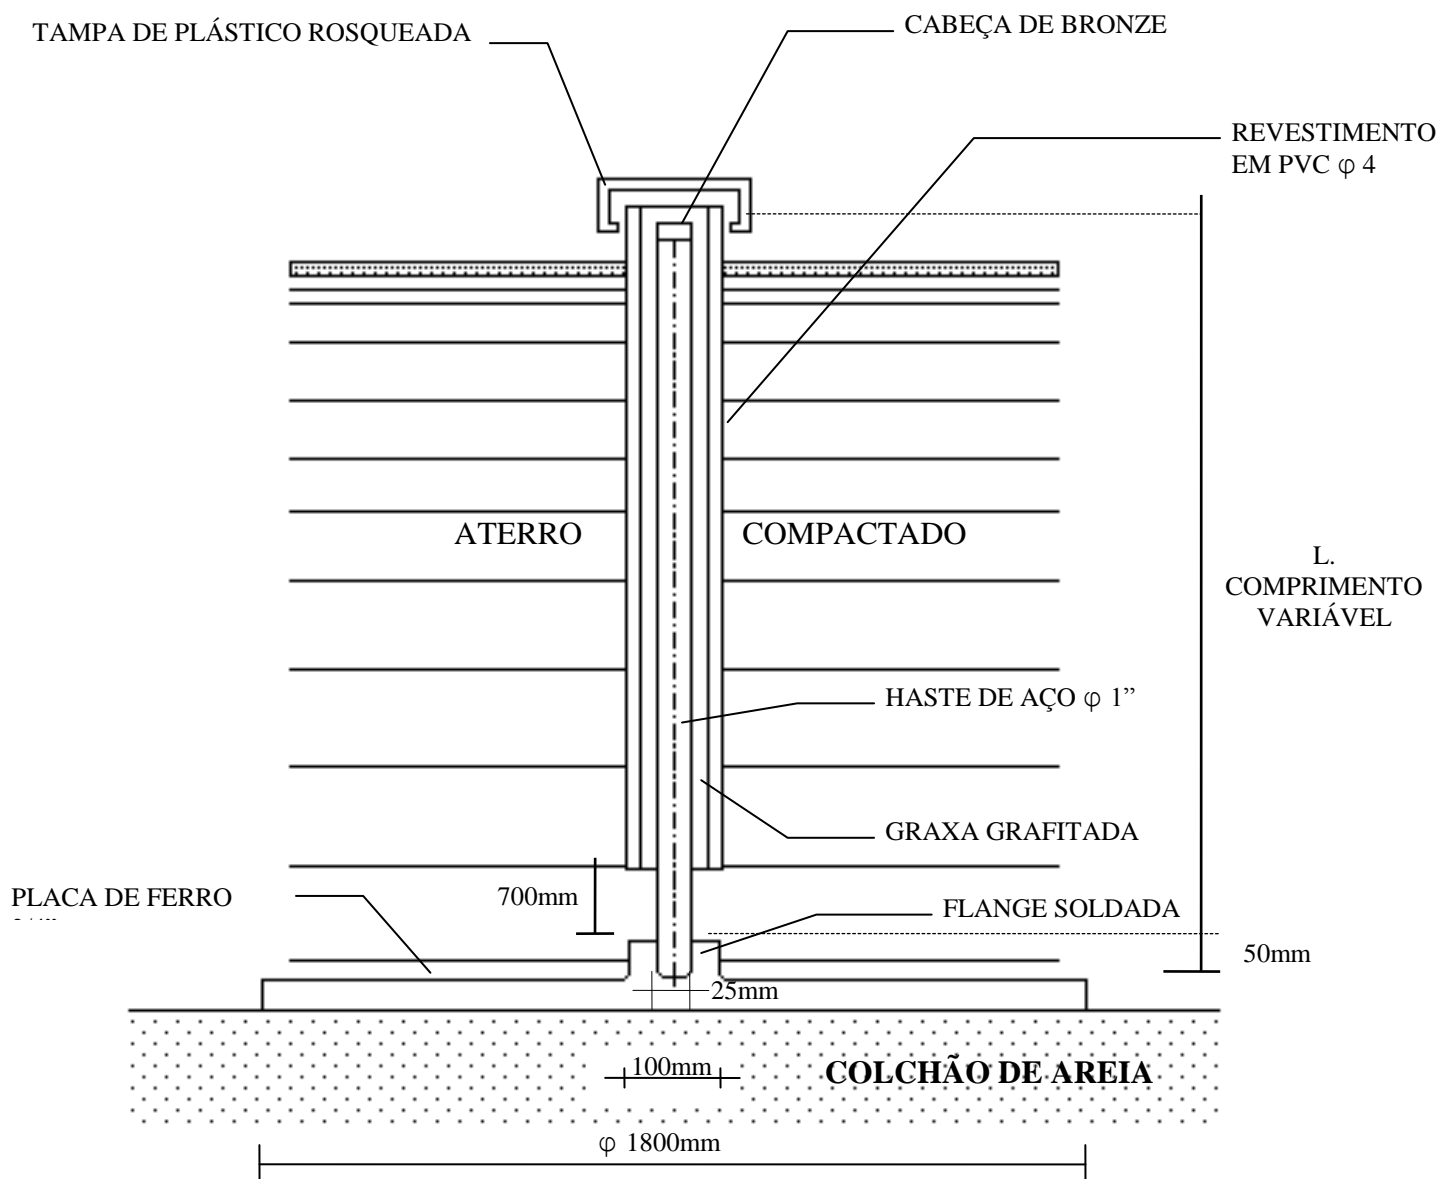 TAMPA DE PLÁSTICO ROSQUEADA
CABEÇA DE BRONZE
REVESTIMENTO
EM PVC φ 4
ATERRO COMPACTADO
L.
COMPRIMENTO
VARIÁVEL
HASTE DE AÇO φ 1”
GRAXA GRAFITADA
PLACA DE FERRO
700mm
FLANGE SOLDADA
50mm
25mm
100mm
COLCHÃO DE AREIA
φ 1800mm